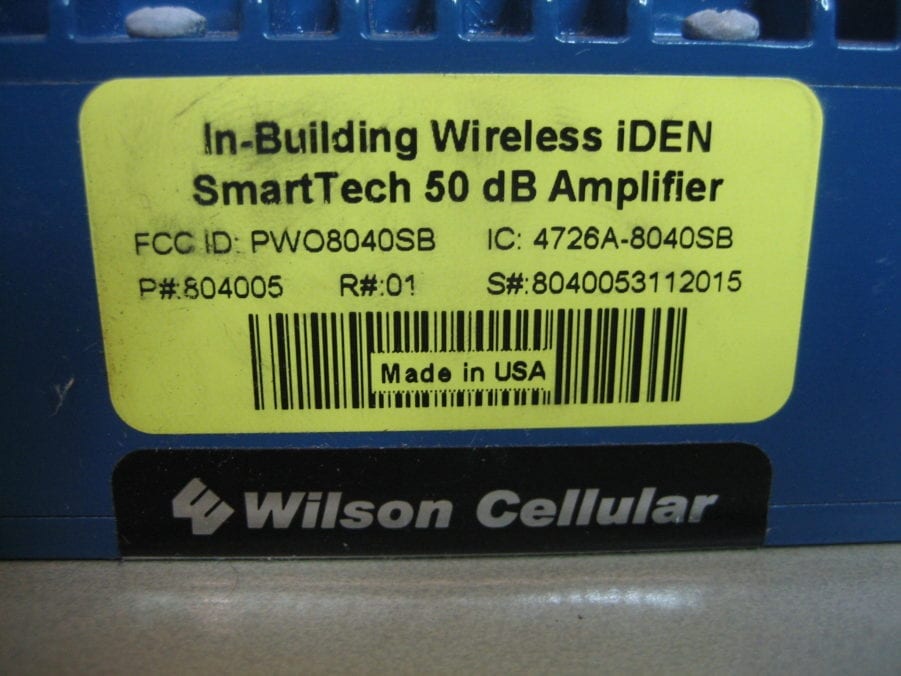 In-Building Wireless iDEN
SmartTech 50 dB Amplifier
FCC ID: PWO8040SB IC: 4726A-8040SB
P#:804005 R#:01 S#:8040053112015
Made in USA
Wilson Cellular